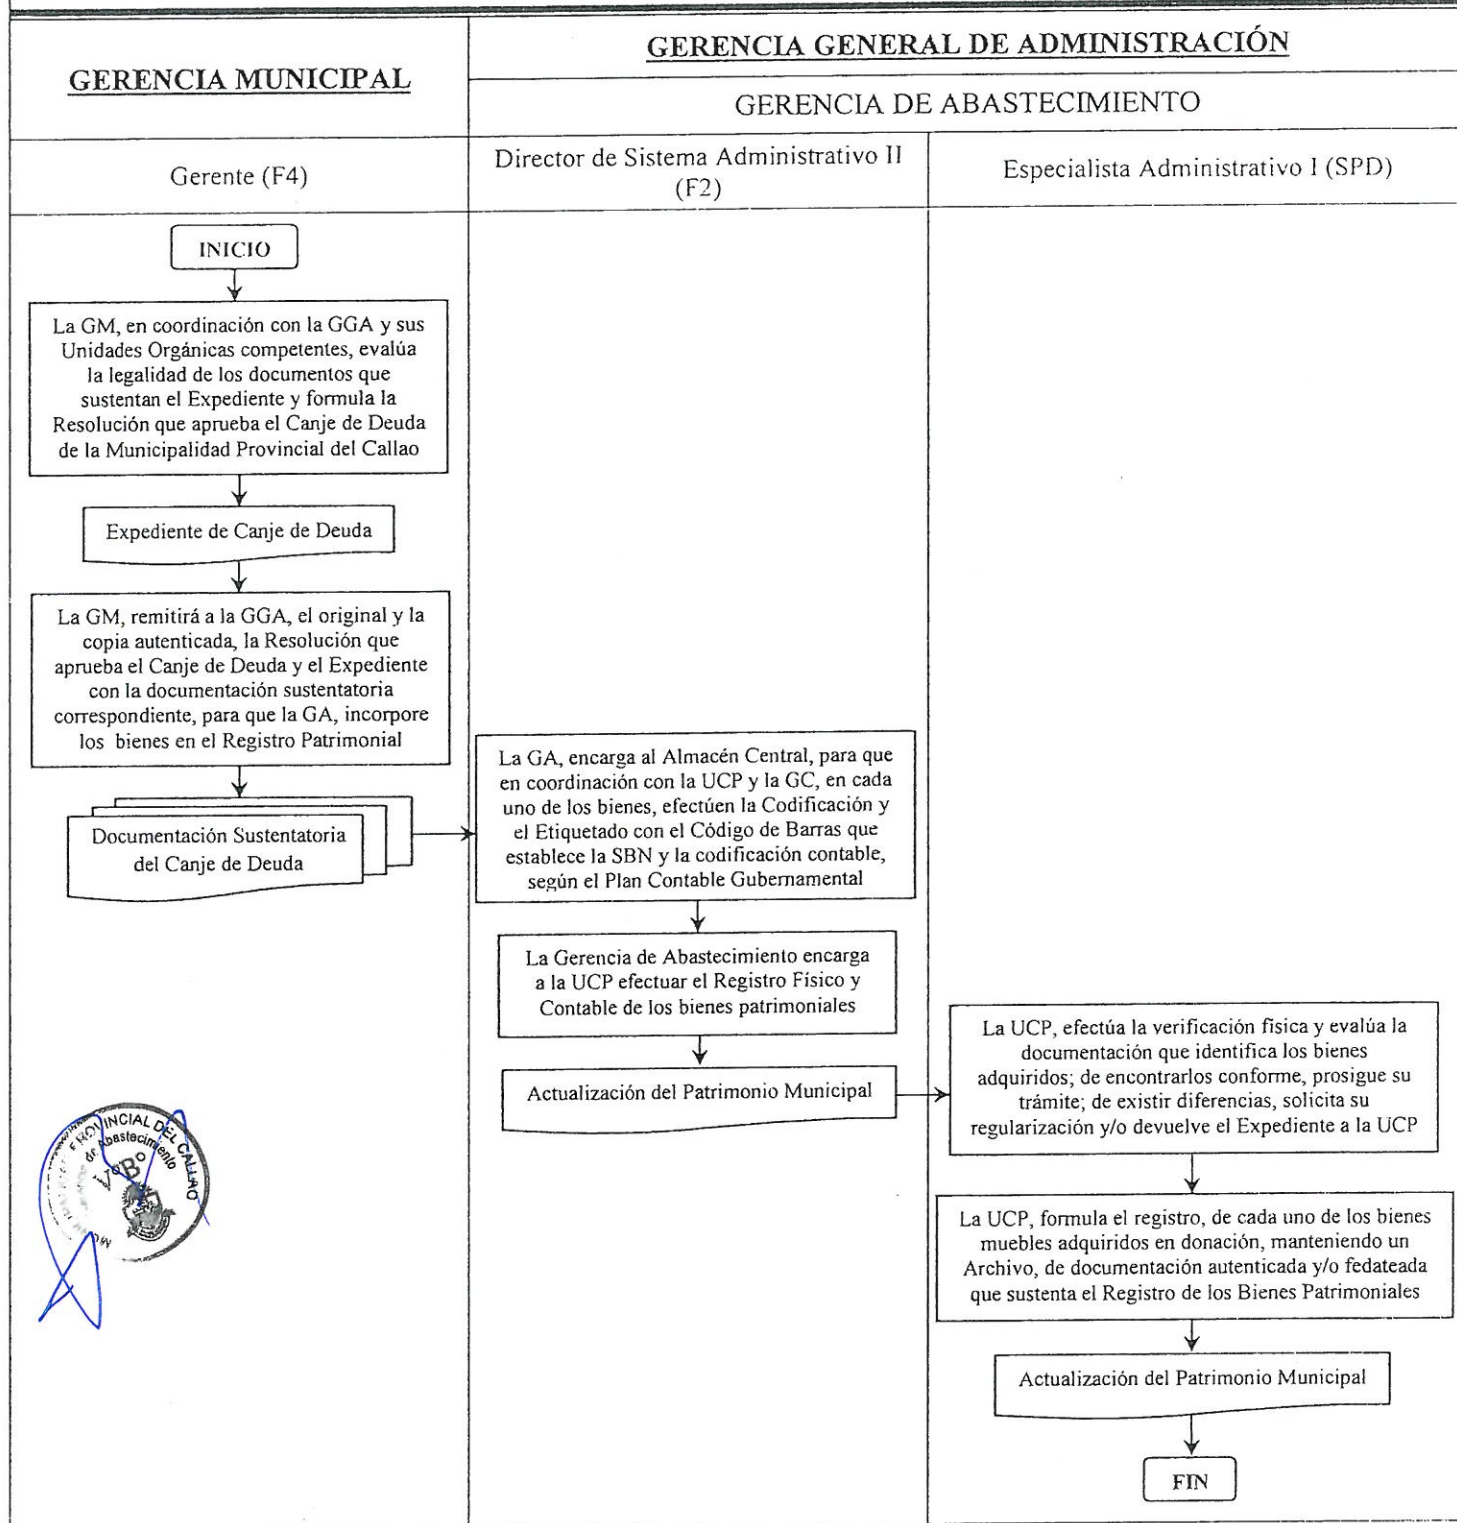 GERENCIA MUNICIPAL
GERENCIA GENERAL DE ADMINISTRACIÓN
GERENCIA DE ABASTECIMIENTO
Gerente (F4)
Director de Sistema Administrativo II
(F2)
Especialista Administrativo I (SPD)
INICIO
La GM, en coordinación con la GGA y sus
Unidades Orgánicas competentes, evalúa
la legalidad de los documentos que
sustentan el Expediente y formula la
Resolución que aprueba el Canje de Deuda
de la Municipalidad Provincial del Callao
Expediente de Canje de Deuda
La GM, remitirá a la GGA, el original y la
copia autenticada, la Resolución que
aprueba el Canje de Deuda y el Expediente
con la documentación sustentatoria
correspondiente, para que la GA, incorpore
los bienes en el Registro Patrimonial
Documentación Sustentatoria
del Canje de Deuda
La GA, encarga al Almacén Central, para que
en coordinación con la UCP y la GC, en cada
uno de los bienes, efectúen la Codificación y
el Etiquetado con el Código de Barras que
establece la SBN y la codificación contable,
según el Plan Contable Gubernamental
La Gerencia de Abastecimiento encarga
a la UCP efectuar el Registro Físico y
Contable de los bienes patrimoniales
Actualización del Patrimonio Municipal
La UCP, efectúa la verificación física y evalúa la
documentación que identifica los bienes
adquiridos; de encontrarlos conforme, prosigue su
trámite; de existir diferencias, solicita su
regularización y/o devuelve el Expediente a la UCP
La UCP, formula el registro, de cada uno de los bienes
muebles adquiridos en donación, manteniendo un
Archivo, de documentación autenticada y/o fedateada
que sustenta el Registro de los Bienes Patrimoniales
Actualización del Patrimonio Municipal
FIN
PROVINCIAL DEL CALLAO
de Abastecimiento
V°B°